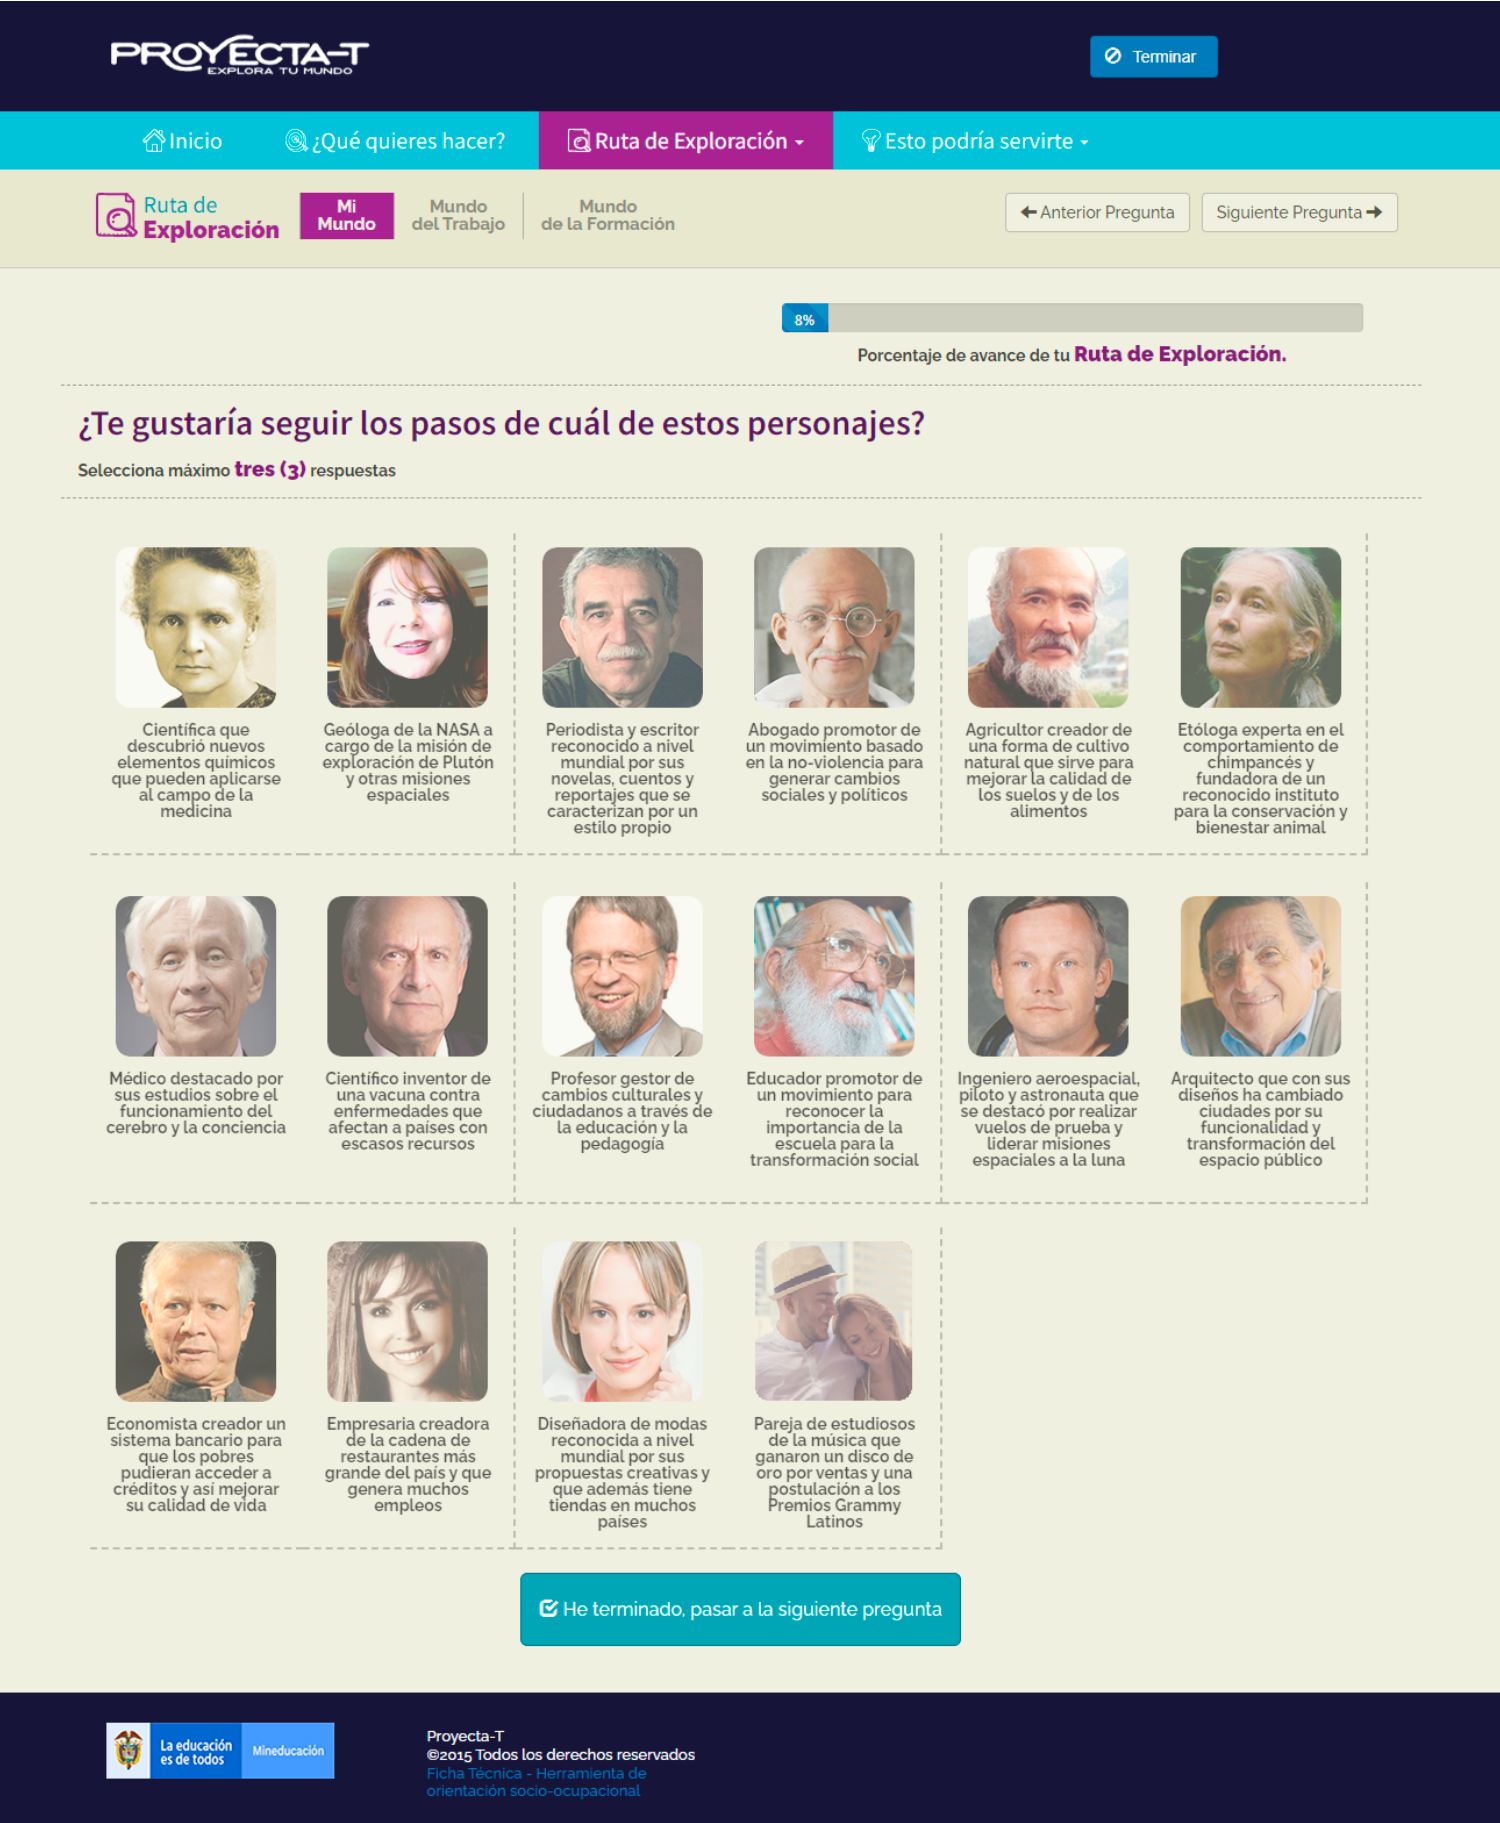 PROYECTA-T
EXPLORA TU MUNDO
Terminar
Inicio
¿Qué quieres hacer?
Ruta de Exploración
Esto podría servirte
Ruta de
Exploración
Mi
Mundo
Mundo
del Trabajo
Mundo
de la Formación
Anterior Pregunta
Siguiente Pregunta
8%
Porcentaje de avance de tu Ruta de Exploración.
¿Te gustaría seguir los pasos de cuál de estos personajes?
Selecciona máximo tres (3) respuestas
Científica que
descubrió nuevos
elementos químicos
que pueden aplicarse
al campo de la
medicina
Geóloga de la NASA a
cargo de la misión de
exploración de Plutón
y otras misiones
espaciales
Periodista y escritor
reconocido a nivel
mundial por sus
novelas, cuentos y
reportajes que se
caracterizan por un
estilo propio
Abogado promotor de
un movimiento basado
en la no-violencia para
generar cambios
sociales y políticos
Agricultor creador de
una forma de cultivo
natural que sirve para
mejorar la calidad de
los suelos y de los
alimentos
Etóloga experta en el
comportamiento de
chimpancés y
fundadora de un
reconocido instituto
para la conservación y
bienestar animal
Médico destacado por
sus estudios sobre el
funcionamiento del
cerebro y la conciencia
Científico inventor de
una vacuna contra
enfermedades que
afectan a países con
escasos recursos
Profesor gestor de
cambios culturales y
ciudadanos a través de
la educación y la
pedagogía
Educador promotor de
un movimiento para
reconocer la
importancia de la
escuela para la
transformación social
Ingeniero aeroespacial,
piloto y astronauta que
se destacó por realizar
vuelos de prueba y
liderar misiones
espaciales a la luna
Arquitecto que con sus
diseños ha cambiado
ciudades por su
funcionalidad y
transformación del
espacio público
Economista creador un
sistema bancario para
que los pobres
pudieran acceder a
créditos y así mejorar
su calidad de vida
Empresaria creadora
de la cadena de
restaurantes más
grande del país y que
genera muchos
empleos
Diseñadora de modas
reconocida a nivel
mundial por sus
propuestas creativas y
que además tiene
tiendas en muchos
países
Pareja de estudiosos
de la música que
ganaron un disco de
oro por ventas y una
postulación a los
Premios Grammy
Latinos
He terminado, pasar a la siguiente pregunta
La educación
es de todos
Mineducación
Proyecta-T
©2015 Todos los derechos reservados
Ficha Técnica - Herramienta de
orientación socio-ocupacional